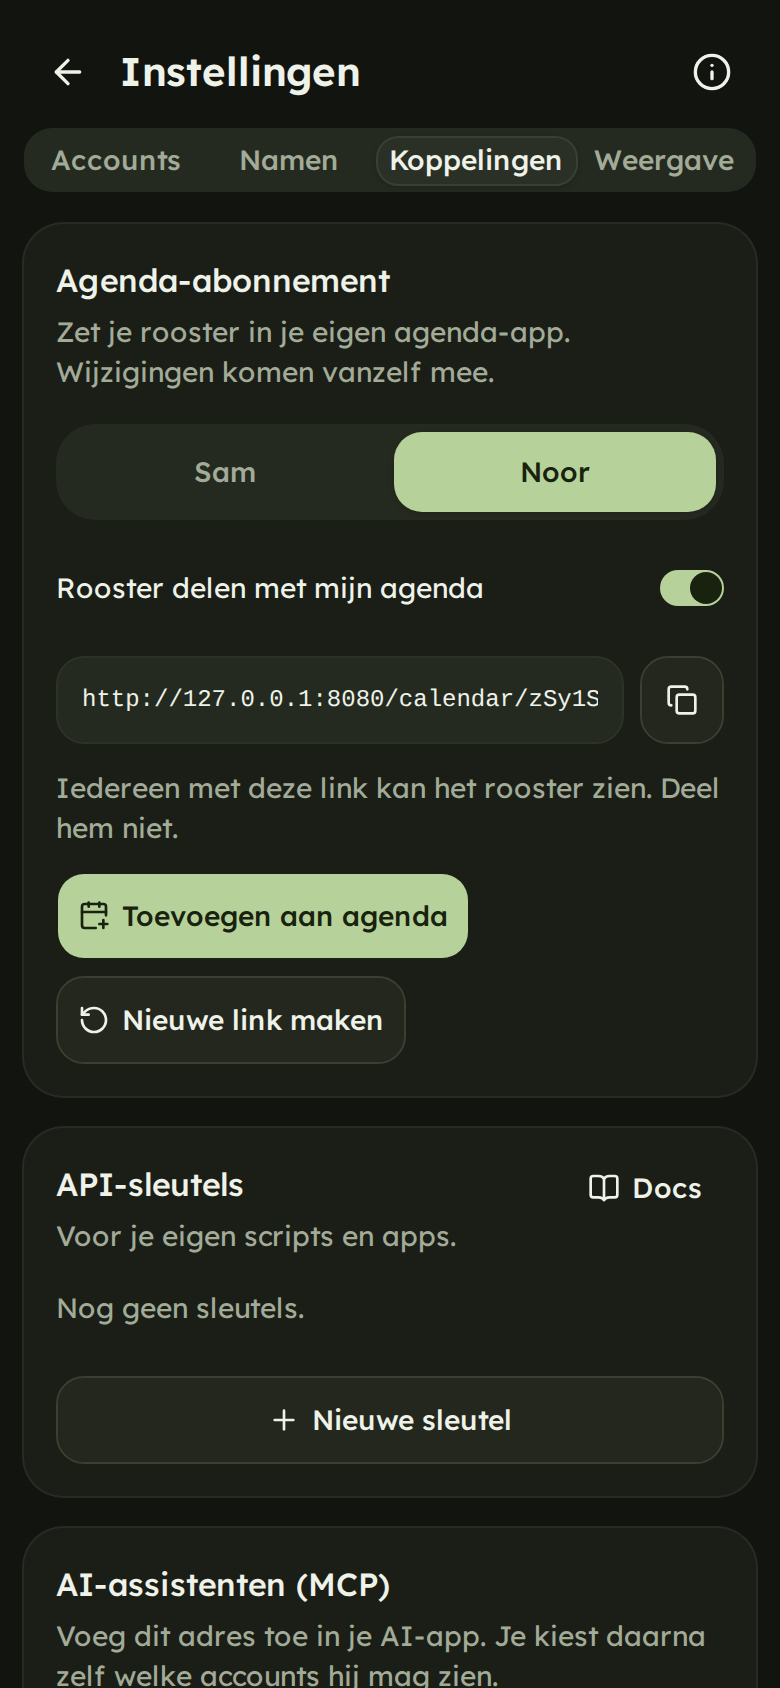 Instellingen
Accounts Namen Koppelingen Weergave
Agenda-abonnement
Zet je rooster in je eigen agenda-app.
Wijzigingen komen vanzelf mee.
Sam Noor
Rooster delen met mijn agenda
http://127.0.0.1:8080/calendar/zSy1S
Iedereen met deze link kan het rooster zien. Deel
hem niet.
Toevoegen aan agenda
Nieuwe link maken
API-sleutels Docs
Voor je eigen scripts en apps.
Nog geen sleutels.
Nieuwe sleutel
AI-assistenten (MCP)
Voeg dit adres toe in je AI-app. Je kiest daarna
zelf welke accounts hij mag zien.